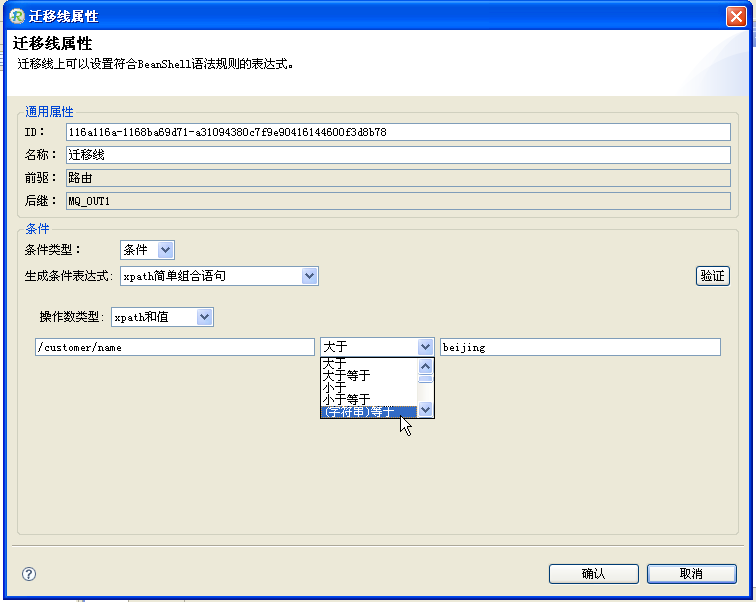 迁移线属性
迁移线属性
迁移线上可以设置符合BeanShell语法规则的表达式。
通用属性
ID： 116a116a-1168ba69d71-a31094380c7f9e90416144600f3d8b78
名称： 迁移线
前驱： 路由
后继： MQ_OUT1
条件
条件类型： 条件
生成条件表达式: xpath简单组合语句 验证
操作数类型: xpath和值
/customer/name 大于 beijing
大于
大于等于
小于
小于等于
(字符串)等于
确认 取消